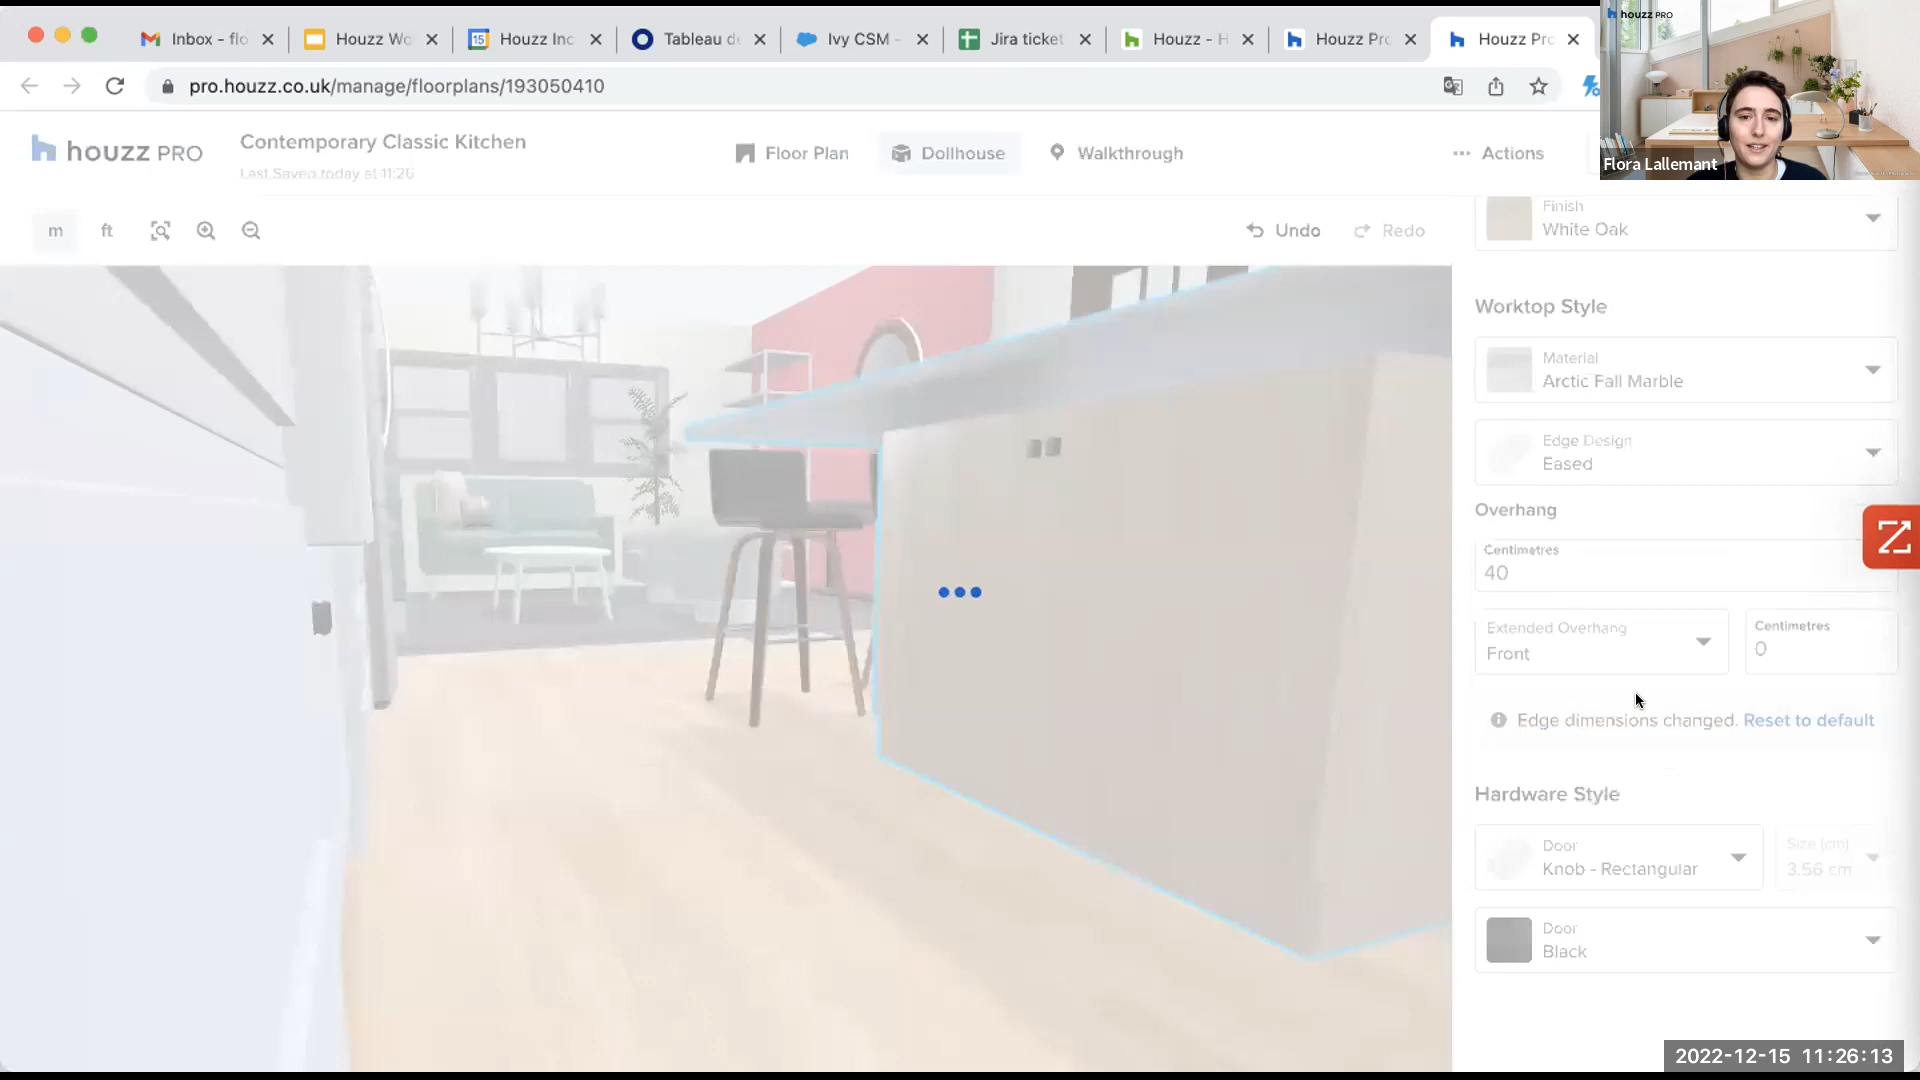 Inbox - flo
Houzz Wo
15
Houzz Inc
Tableau de
Ivy CSM -
Jira ticket
Houzz - H
Houzz Pro
Houzz Pro
houzz PRO
pro.houzz.co.uk/manage/floorplans/193050410
Flora Lallemant
houzz PRO
Contemporary Classic Kitchen
Last Saved today at 11:26
Floor Plan
Dollhouse
Walkthrough
Actions
m
ft
Undo
Redo
Finish
White Oak
Worktop Style
Material
Arctic Fall Marble
Edge Design
Eased
Overhang
Centimetres
40
Extended Overhang
Front
Centimetres
0
Edge dimensions changed. Reset to default
Hardware Style
Door
Knob - Rectangular
Size (cm)
3.56 cm
Door
Black
2022-12-15 11:26:13